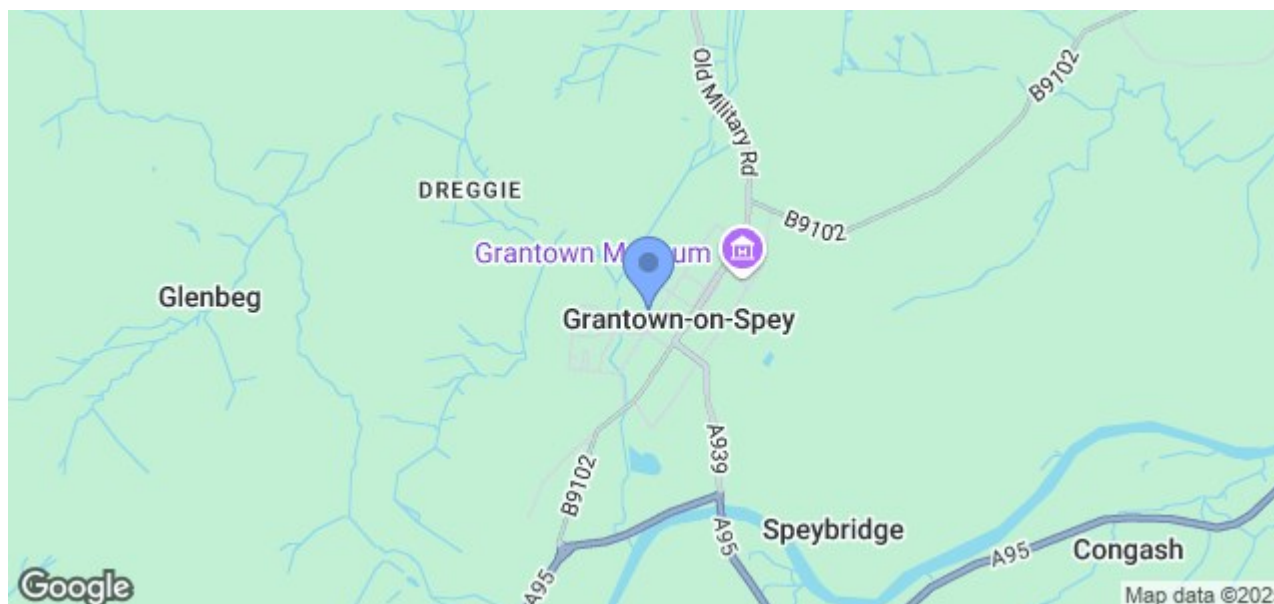 Old Military Rd
B9102
DREGGIE
B9102
Grantown M um
Glenbeg
Grantown-on-Spey
A939
B9102
Speybridge
A95
A95
Congash
A95
Google
Map data ©202